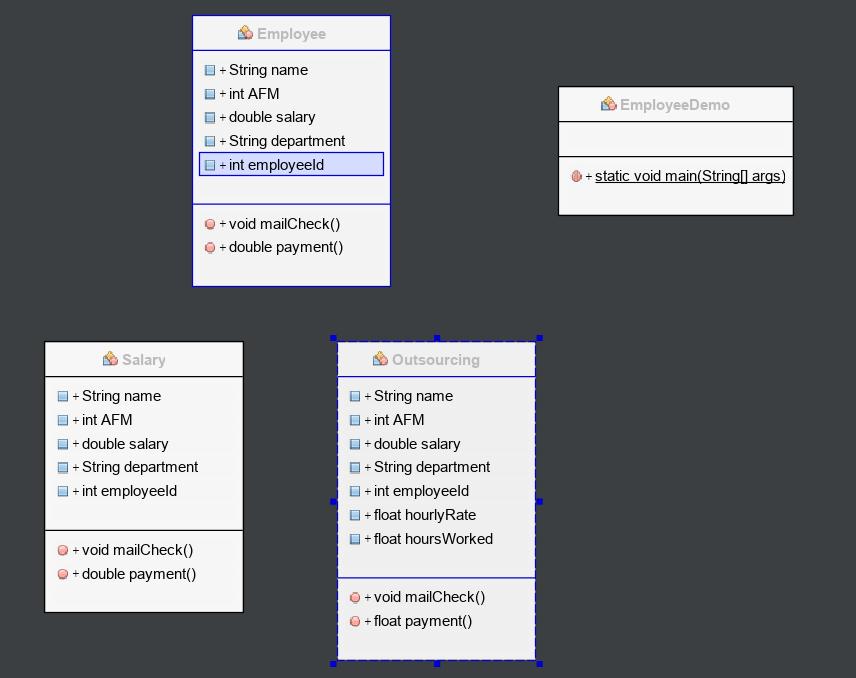 Employee
+ String name
+ int AFM
+ double salary
+ String department
+ int employeeId
+ void mailCheck()
+ double payment()
EmployeeDemo
+ static void main(String[] args)
Salary
+ String name
+ int AFM
+ double salary
+ String department
+ int employeeId
+ void mailCheck()
+ double payment()
Outsourcing
+ String name
+ int AFM
+ double salary
+ String department
+ int employeeId
+ float hourlyRate
+ float hoursWorked
+ void mailCheck()
+ float payment()